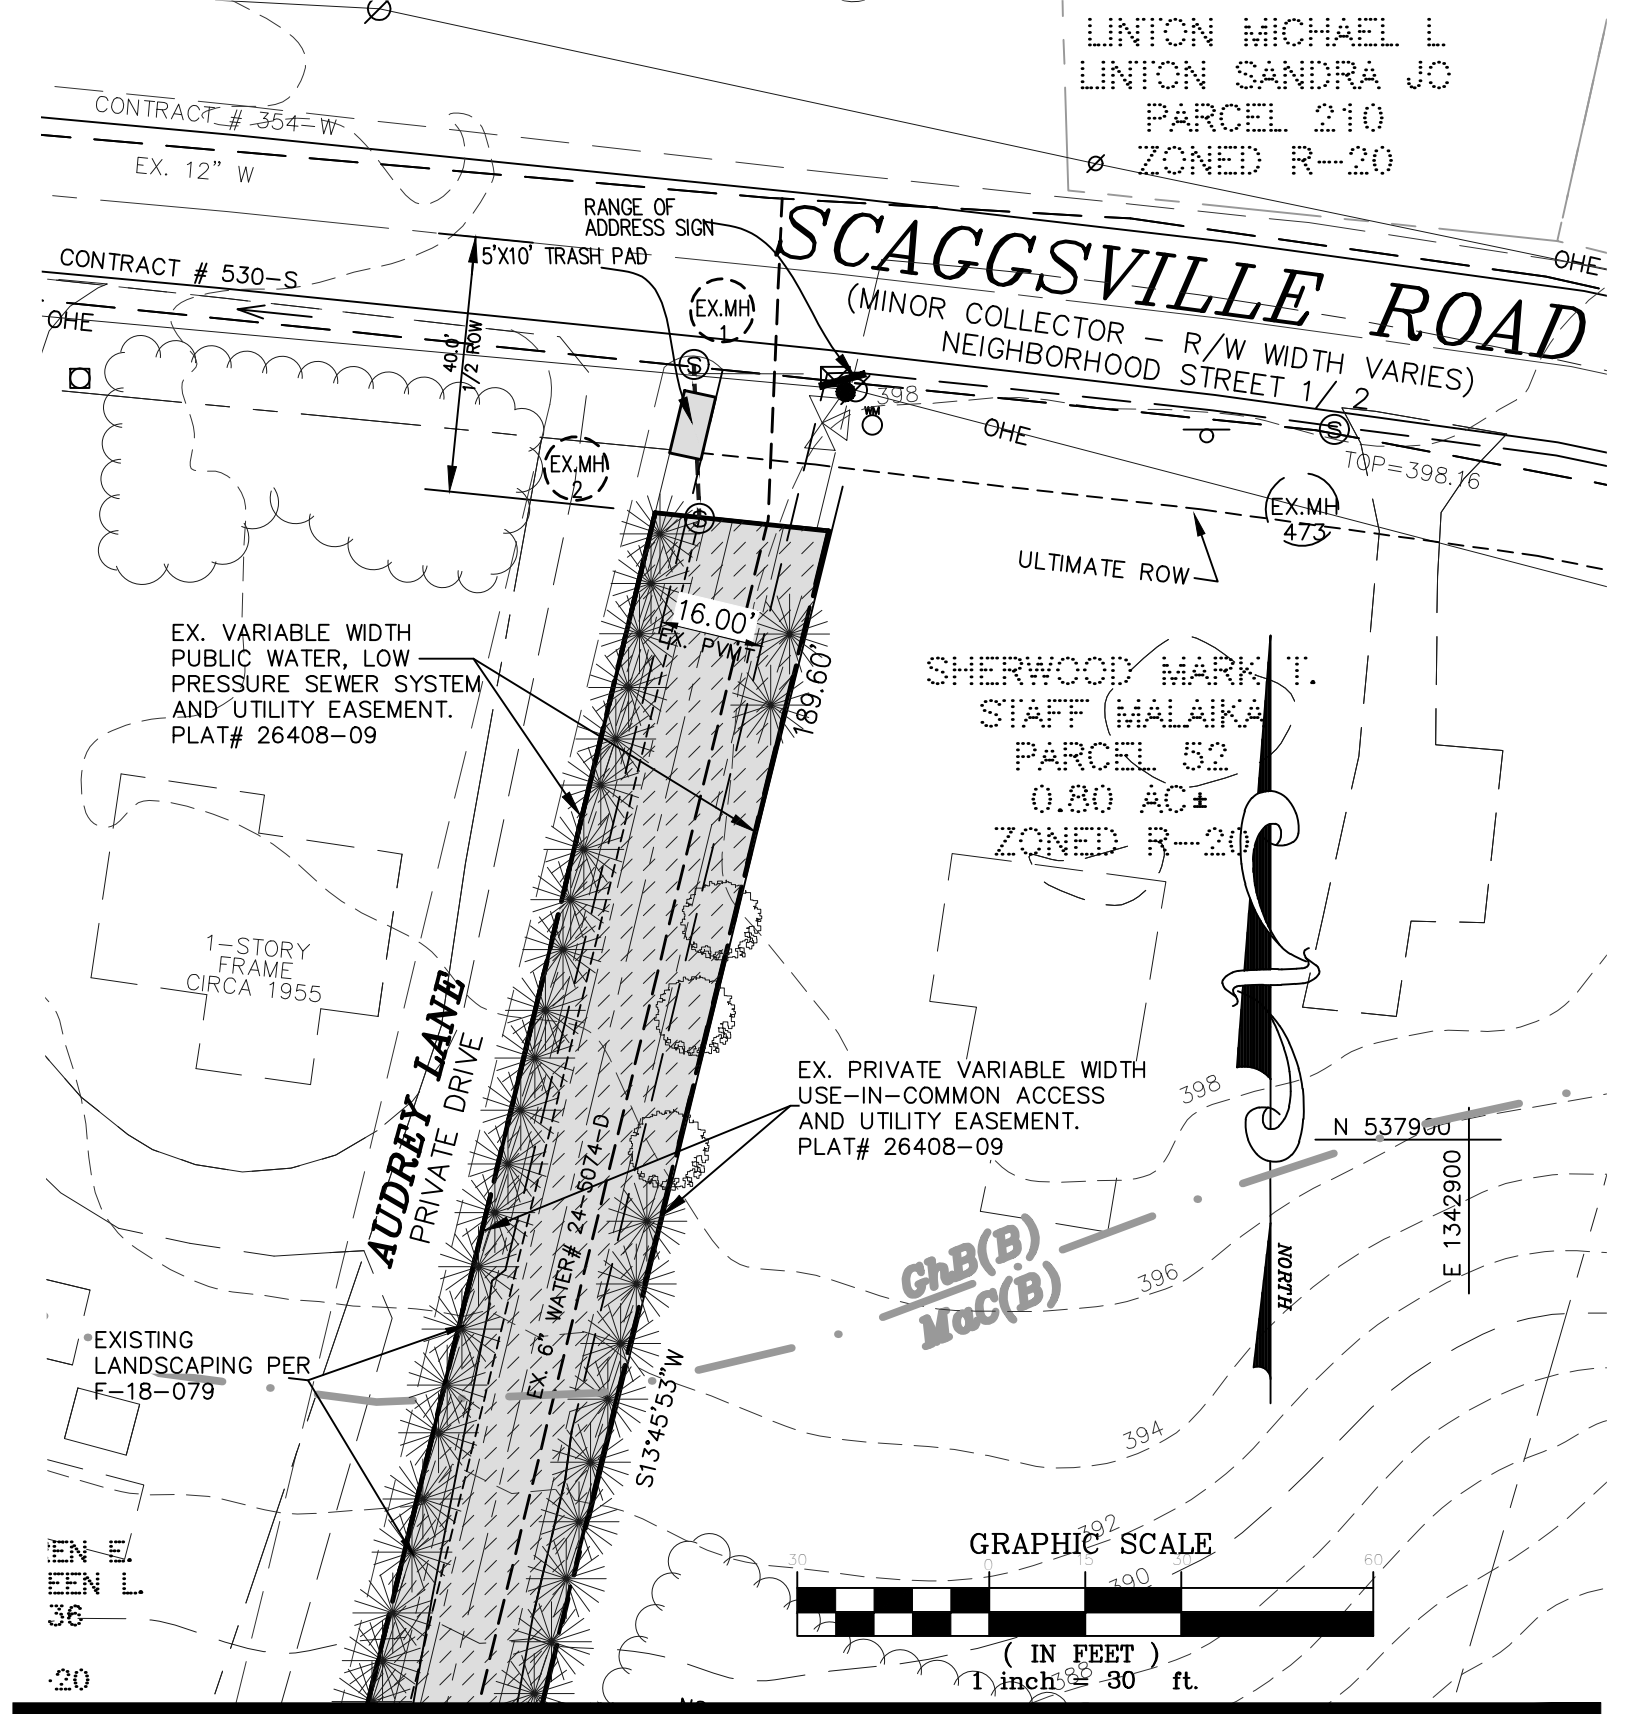 LINTON MICHAEL L
LINTON SANDRA JO
PARCEL 210
ZONED R-20
CONTRACT # 354-W
EX. 12" W
RANGE OF
ADDRESS SIGN
5'X10' TRASH PAD
CONTRACT # 530-S
OHE
40.0'
1/2 ROW
EX.MH
1
SCAGGSVILLE ROAD
(MINOR COLLECTOR - R/W WIDTH VARIES)
NEIGHBORHOOD STREET 1/2
OHE
S
398
WM
OHE
S
TOP=398.16
EX.MH
2
S
EX.MH
473
ULTIMATE ROW
16.00'
EX. PVMT
189.60'
EX. VARIABLE WIDTH
PUBLIC WATER, LOW
PRESSURE SEWER SYSTEM
AND UTILITY EASEMENT.
PLAT# 26408-09
SHERWOOD MARK T.
STAFF MALAIKA
PARCEL 52
0.80 AC±
ZONED R-20
1-STORY
FRAME
CIRCA 1955
AUDREY LANE
PRIVATE DRIVE
EX. PRIVATE VARIABLE WIDTH
USE-IN-COMMON ACCESS
AND UTILITY EASEMENT.
PLAT# 26408-09
EX. 6" WATER# 24-5074-D
398
N 537900
E 1342900
GhB(B)
MaC(B)
396
NORTH
EXISTING
LANDSCAPING PER
F-18-079
S13°45'53"W
394
392
390
388
EEN L.
36
-20
GRAPHIC SCALE
30 0 15 30 60
( IN FEET )
1 inch = 30 ft.